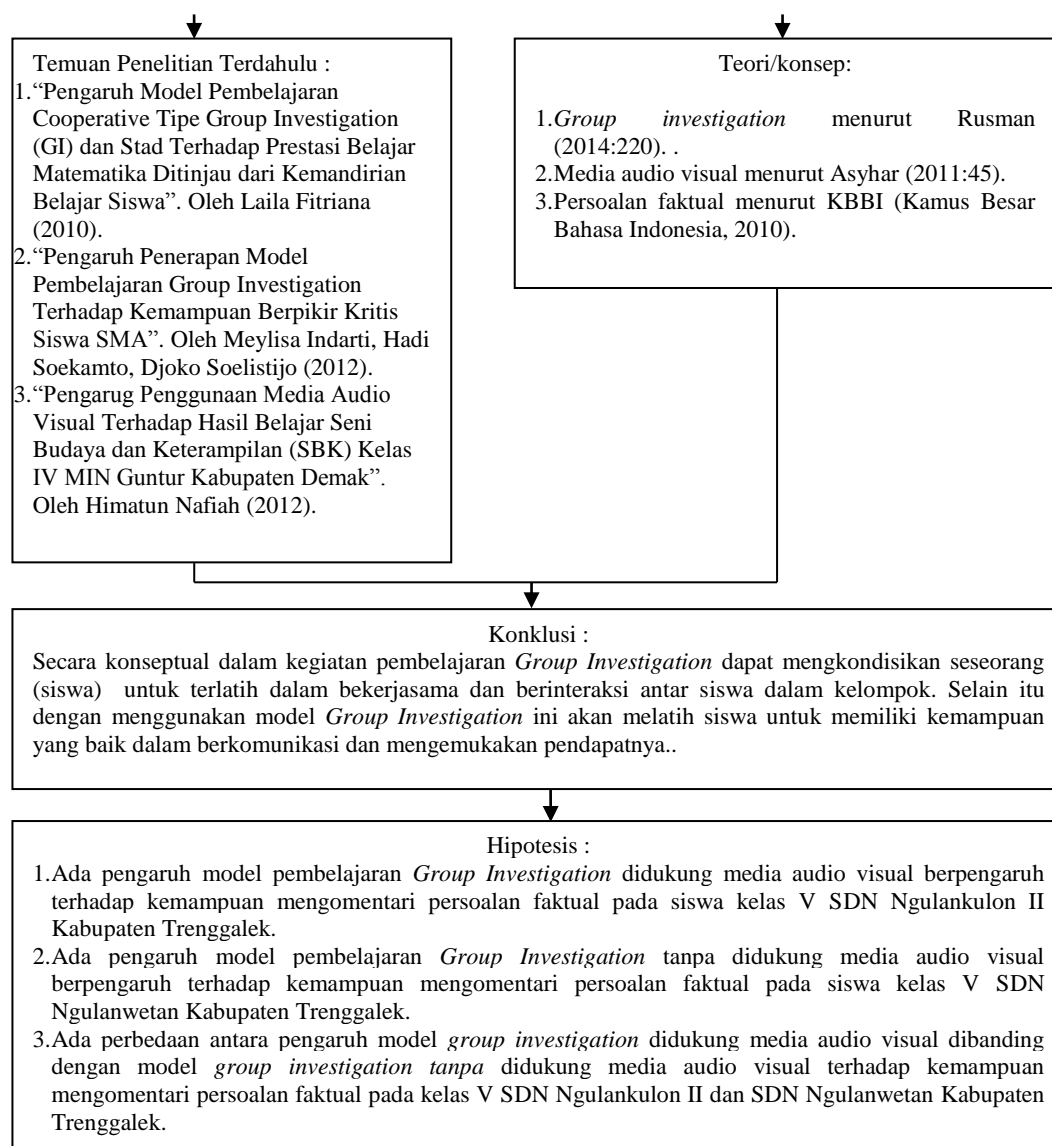 Temuan Penelitian Terdahulu :
1.“Pengaruh Model Pembelajaran
Cooperative Tipe Group Investigation
(GI) dan Stad Terhadap Prestasi Belajar
Matematika Ditinjau dari Kemandirian
Belajar Siswa”. Oleh Laila Fitriana
(2010).
2.“Pengaruh Penerapan Model
Pembelajaran Group Investigation
Terhadap Kemampuan Berpikir Kritis
Siswa SMA”. Oleh Meylisa Indarti, Hadi
Soekamto, Djoko Soelistijo (2012).
3.“Pengarug Penggunaan Media Audio
Visual Terhadap Hasil Belajar Seni
Budaya dan Keterampilan (SBK) Kelas
IV MIN Guntur Kabupaten Demak”.
Oleh Himatun Nafiah (2012).
Teori/konsep:
1.Group investigation menurut Rusman
(2014:220). .
2.Media audio visual menurut Asyhar (2011:45).
3.Persoalan faktual menurut KBBI (Kamus Besar
Bahasa Indonesia, 2010).
Konklusi :
Secara konseptual dalam kegiatan pembelajaran Group Investigation dapat mengkondisikan seseorang
(siswa) untuk terlatih dalam bekerjasama dan berinteraksi antar siswa dalam kelompok. Selain itu
dengan menggunakan model Group Investigation ini akan melatih siswa untuk memiliki kemampuan
yang baik dalam berkomunikasi dan mengemukakan pendapatnya..
Hipotesis :
1.Ada pengaruh model pembelajaran Group Investigation didukung media audio visual berpengaruh
terhadap kemampuan mengomentari persoalan faktual pada siswa kelas V SDN Ngulankulon II
Kabupaten Trenggalek.
2.Ada pengaruh model pembelajaran Group Investigation tanpa didukung media audio visual
berpengaruh terhadap kemampuan mengomentari persoalan faktual pada siswa kelas V SDN
Ngulanwetan Kabupaten Trenggalek.
3.Ada perbedaan antara pengaruh model group investigation didukung media audio visual dibanding
dengan model group investigation tanpa didukung media audio visual terhadap kemampuan
mengomentari persoalan faktual pada kelas V SDN Ngulankulon II dan SDN Ngulanwetan Kabupaten
Trenggalek.